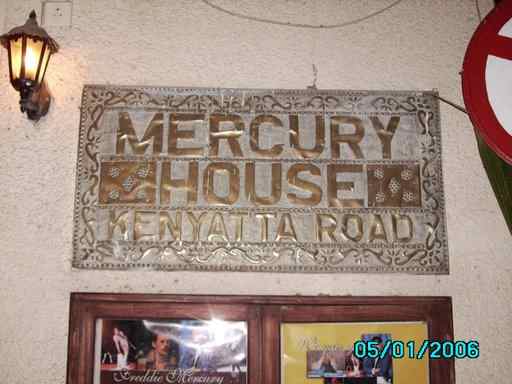 MERCURY
HOUSE
KENYATTA ROAD
Freddie Mercury
05/01/2006